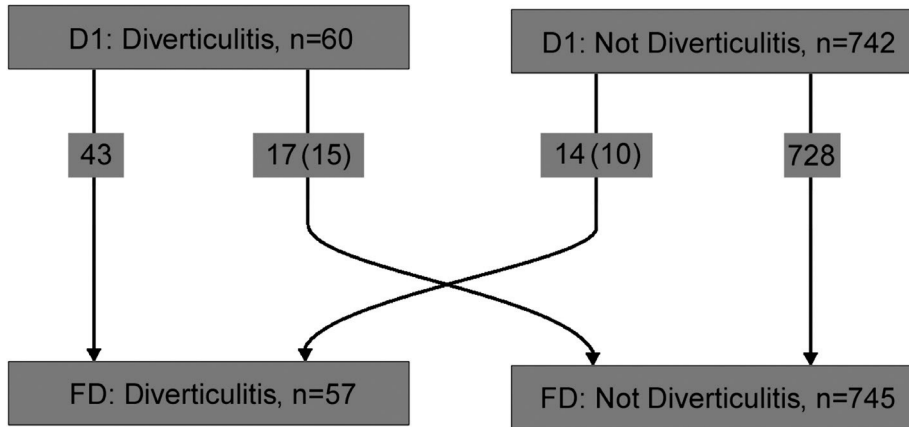 D1: Diverticulitis, n=60
D1: Not Diverticulitis, n=742
43
17 (15)
14 (10)
728
FD: Diverticulitis, n=57
FD: Not Diverticulitis, n=745